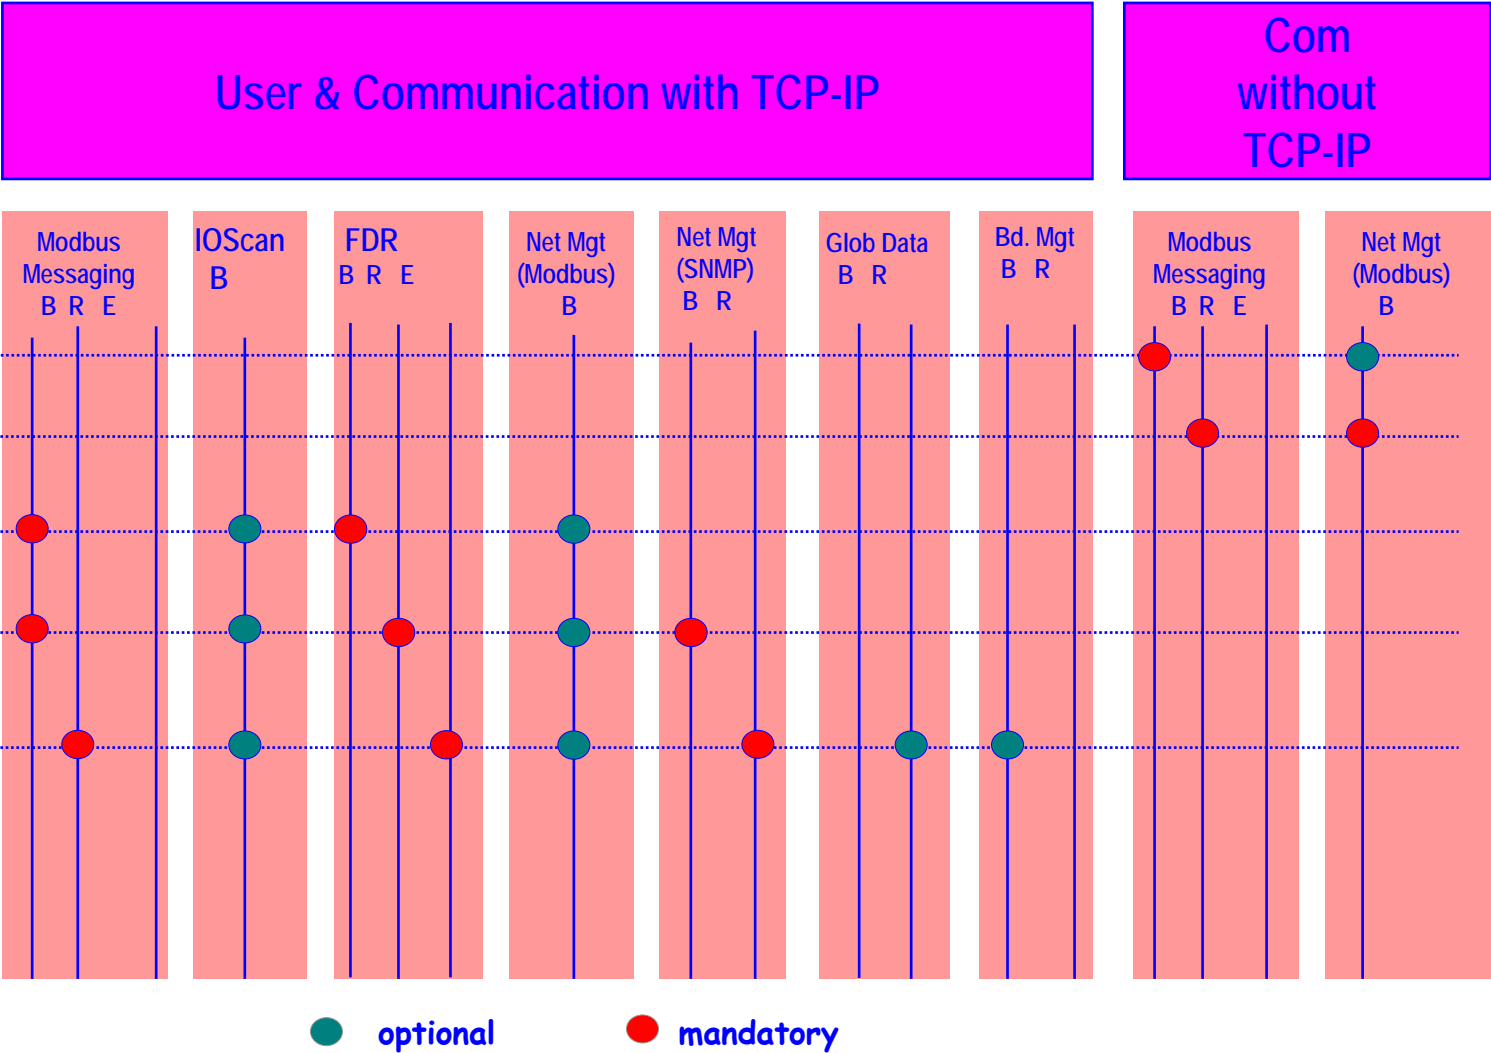 User & Communication with TCP-IP
Com
without
TCP-IP
Modbus
Messaging
B R E
IOScan
B
FDR
B R E
Net Mgt
(Modbus)
B
Net Mgt
(SNMP)
B R
Glob Data
B R
Bd. Mgt
B R
Modbus
Messaging
B R E
Net Mgt
(Modbus)
B
optional
mandatory